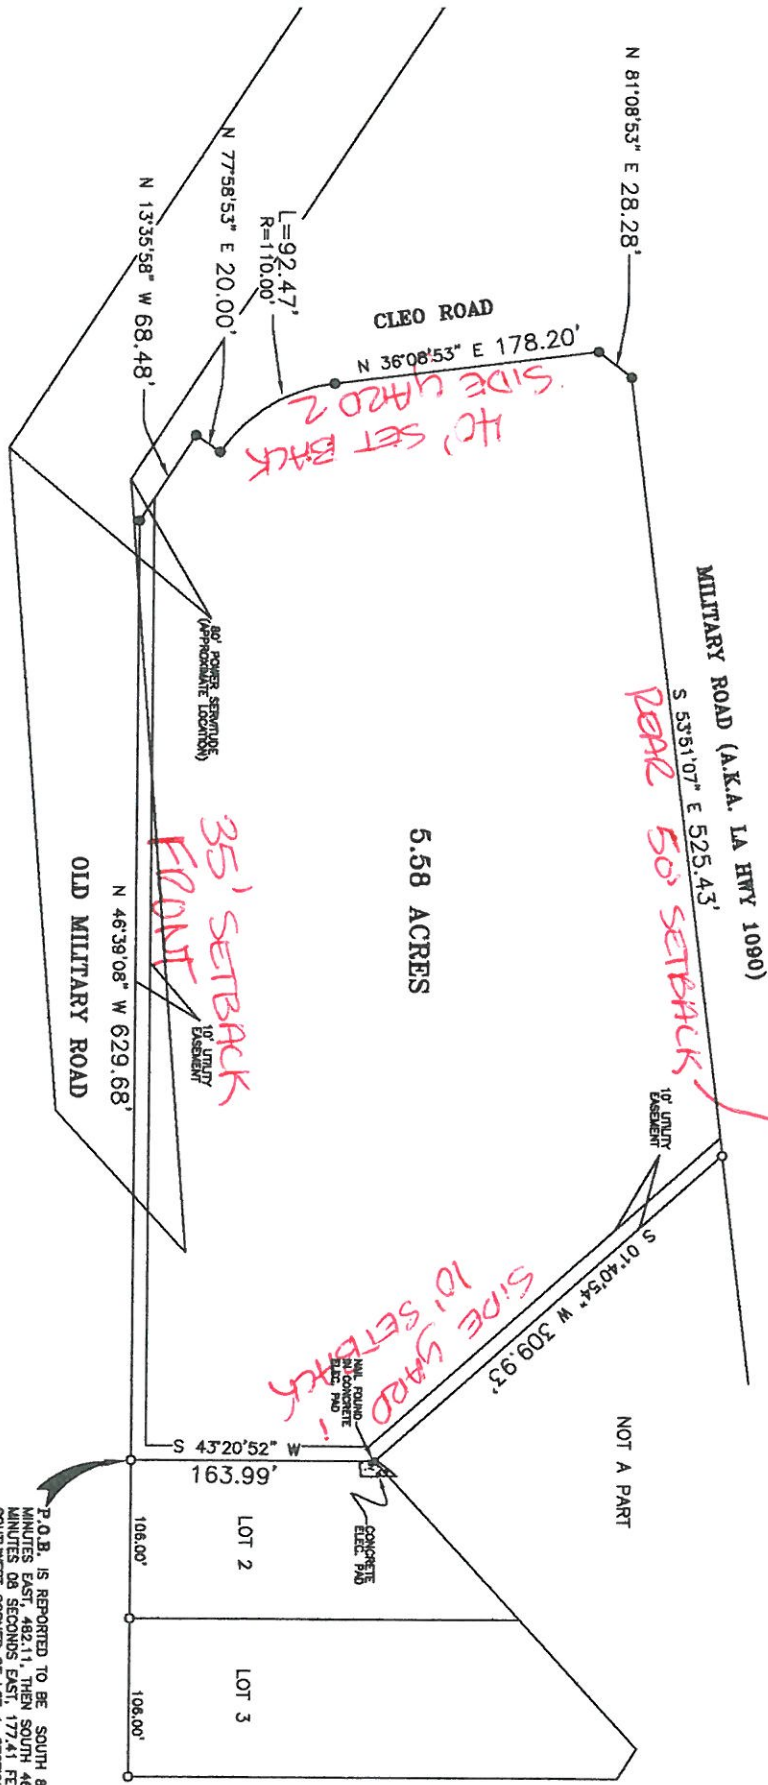 N 81°08'53" E 28.28'
N 77°58'53" E 20.00'
N 13°35'58" W 68.48'
L=92.47'
R=110.00'
CLEO ROAD
N 36°08'53" E 178.20'
SIDE YARD 2
40' SET BACK
MILITARY ROAD (A.K.A. LA HWY 1090)
S 53°51'07" E 525.43'
REAR 50' SETBACK
80' POWER SERVITUDE
(APPROXIMATE LOCATION)
5.58 ACRES
35' SETBACK
FRONT
10' UTILITY
EASEMENT
N 46°39'08" W 629.68'
OLD MILITARY ROAD
10' UTILITY
EASEMENT
S 01°40'54" W 309.93'
SIDE YARD 1
10' SETBACK
NAIL FOUND
IN CONCRETE
ELEC. PAD
CONCRETE
ELEC. PAD
NOT A PART
S 43°20'52" W
163.99'
LOT 2
106.00'
LOT 3
106.00'
P.O.B. IS REPORTED TO BE SOUTH 8
MINUTES EAST, 462.11, THEN SOUTH 46
MINUTES 08 SECONDS EAST, 177.41 FE